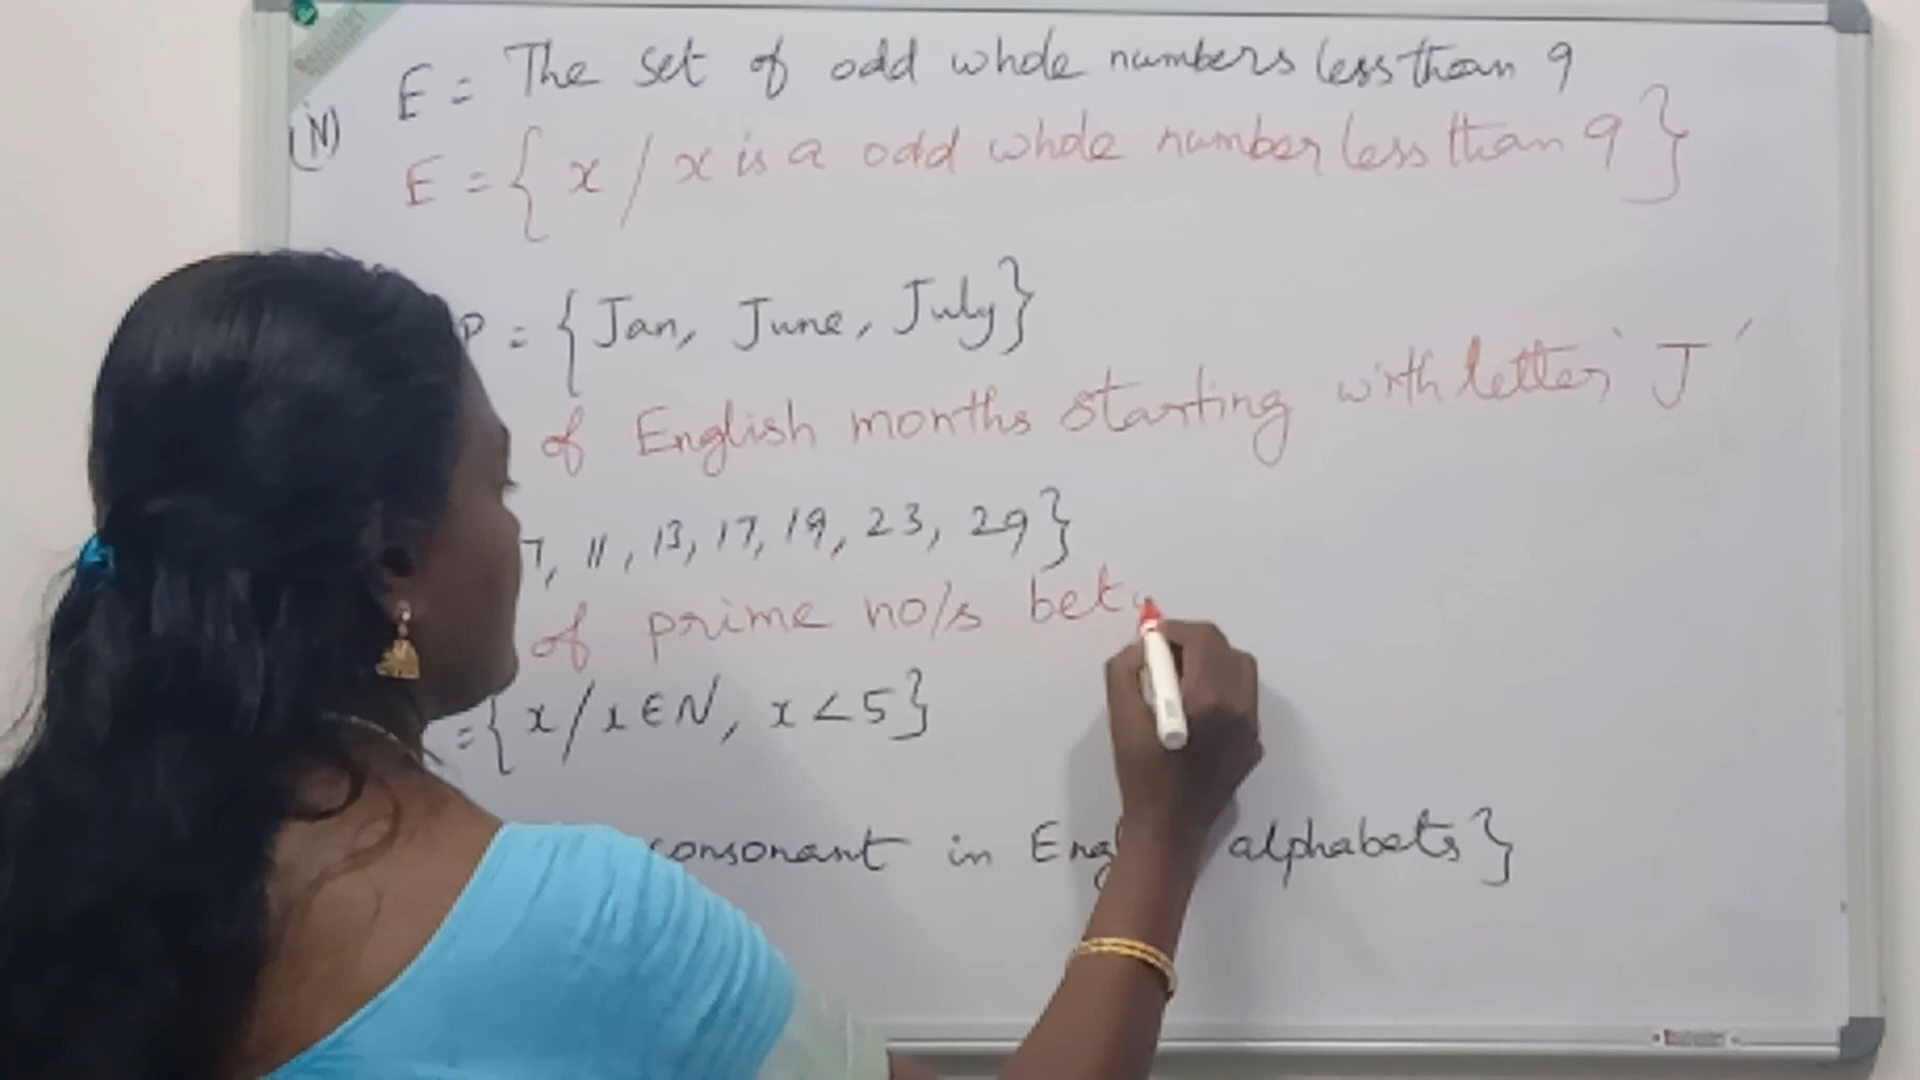 (iv) E = The set of odd whole numbers less than 9
E = { x / x is a odd whole number less than 9 }
P = { Jan, June, July }
of English months starting with letter 'J'
7, 11, 13, 17, 19, 23, 29 }
of prime no/s betw
= { x / x ∈ N, x < 5 }
consonant in Eng alphabets }